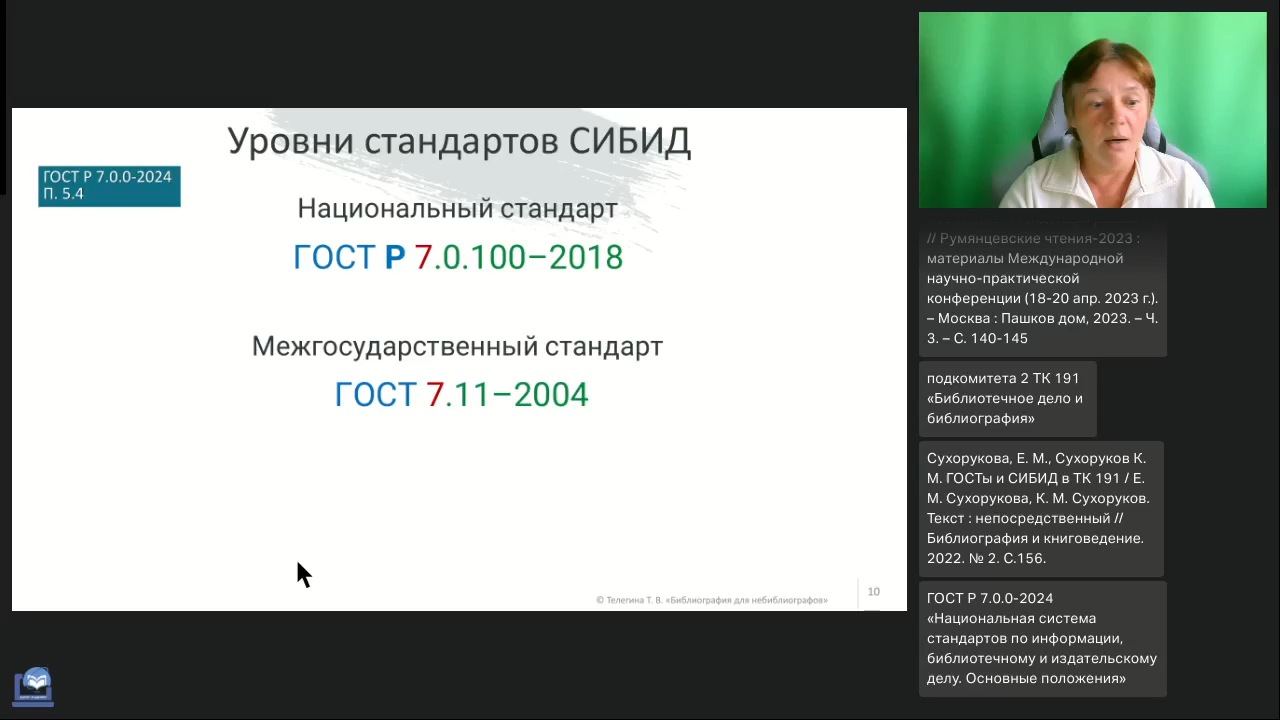 Уровни стандартов СИБИД
ГОСТ Р 7.0.0-2024
П. 5.4
Национальный стандарт
ГОСТ Р 7.0.100–2018
Межгосударственный стандарт
ГОСТ 7.11–2004
© Телегина Т. В. «Библиография для небиблиографов»
10
// Румянцевские чтения-2023 :
материалы Международной
научно-практической
конференции (18-20 апр. 2023 г.).
– Москва : Пашков дом, 2023. – Ч.
3. – С. 140-145
подкомитета 2 ТК 191
«Библиотечное дело и
библиография»
Сухорукова, Е. М., Сухоруков К.
М. ГОСТы и СИБИД в ТК 191 / Е.
М. Сухорукова, К. М. Сухоруков.
Текст : непосредственный //
Библиография и книговедение.
2022. № 2. С.156.
ГОСТ Р 7.0.0-2024
«Национальная система
стандартов по информации,
библиотечному и издательскому
делу. Основные положения»